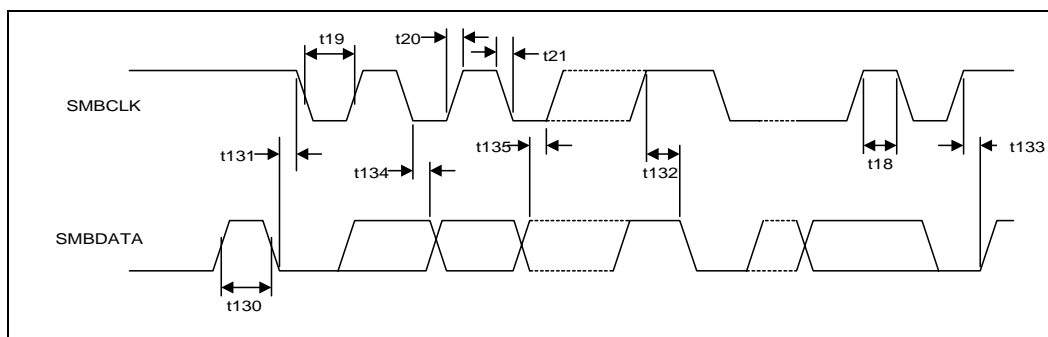 t19
t20
t21
SMBCLK
t131
t134
t135
t132
t18
t133
SMBDATA
t130